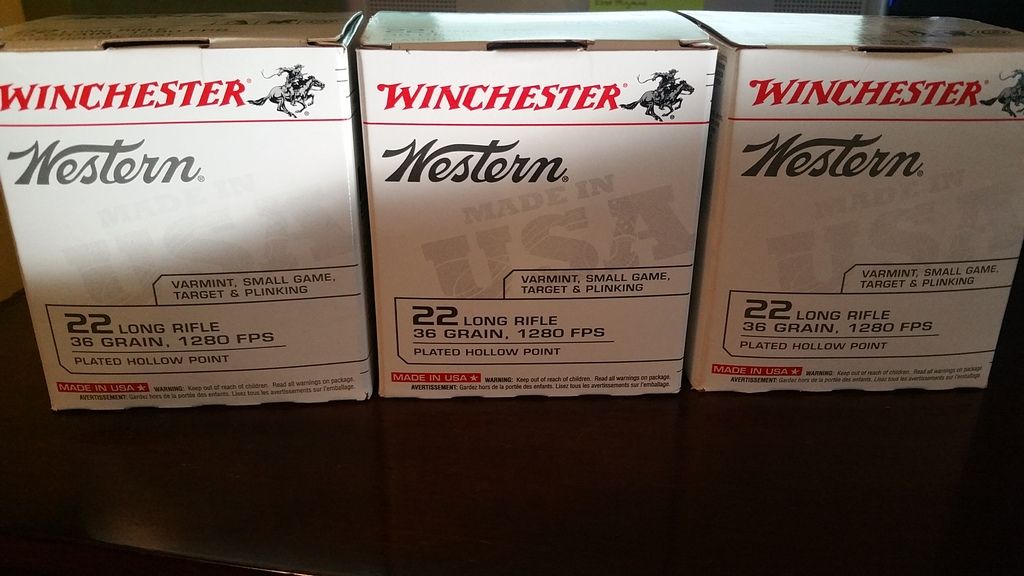 WINCHESTER®
Western®
MADE IN
USA
VARMINT, SMALL GAME,
TARGET & PLINKING
22 LONG RIFLE
36 GRAIN, 1280 FPS
PLATED HOLLOW POINT
MADE IN USA ★ WARNING: Keep out of reach of children. Read all warnings on package.
AVERTISSEMENT: Gardez hors de la portée des enfants. Lisez tous les avertissements sur l'emballage.
WINCHESTER®
Western®
MADE IN
USA
VARMINT, SMALL GAME,
TARGET & PLINKING
22 LONG RIFLE
36 GRAIN, 1280 FPS
PLATED HOLLOW POINT
MADE IN USA ★ WARNING: Keep out of reach of children. Read all warnings on package.
AVERTISSEMENT: Gardez hors de la portée des enfants. Lisez tous les avertissements sur l'emballage.
WINCHESTER®
Western®
MADE IN
USA
VARMINT, SMALL GAME,
TARGET & PLINKING
22 LONG RIFLE
36 GRAIN, 1280 FPS
PLATED HOLLOW POINT
MADE IN USA ★ WARNING: Keep out of reach of children. Read all warnings on package.
AVERTISSEMENT: Gardez hors de la portée des enfants. Lisez tous les avertissements sur l'emballage.